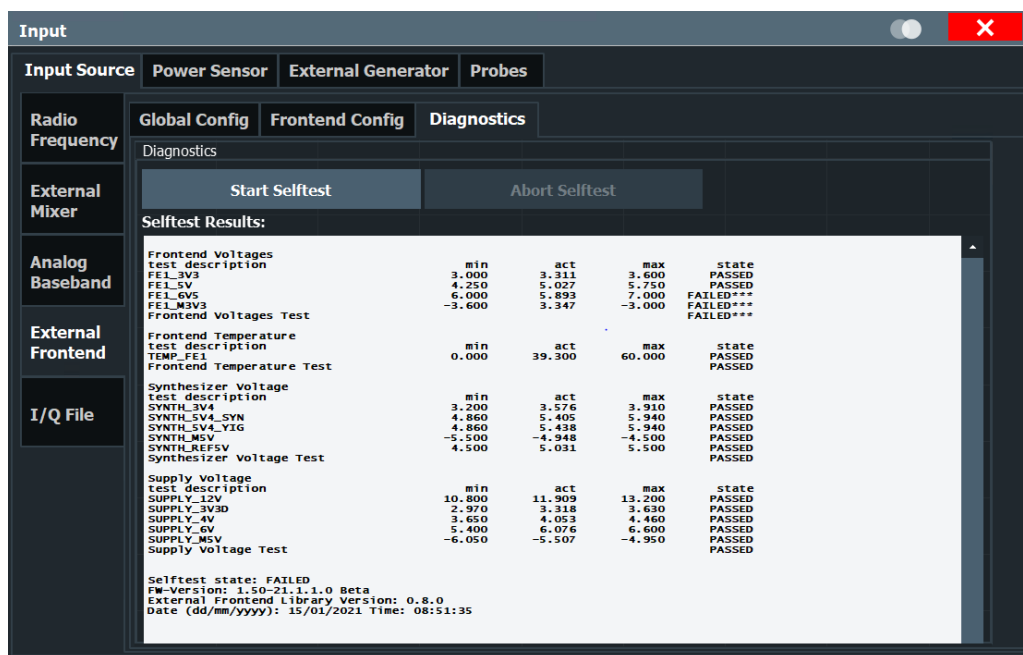 Input
Input Source Power Sensor External Generator Probes
Radio
Frequency
External
Mixer
Analog
Baseband
External
Frontend
I/Q File
Global Config Frontend Config Diagnostics
Diagnostics
Start Selftest Abort Selftest
Selftest Results:
Frontend Voltages
test description min act max state
FE1_3V3 3.000 3.311 3.600 PASSED
FE1_5V 4.250 5.027 5.750 PASSED
FE1_6V5 6.000 5.893 7.000 FAILED***
FE1_M3V3 -3.600 3.347 -3.000 FAILED***
Frontend Voltages Test FAILED***
Frontend Temperature
test description min act max state
TEMP_FE1 0.000 39.300 60.000 PASSED
Frontend Temperature Test PASSED
Synthesizer Voltage
test description min act max state
SYNTH_3V4 3.200 3.576 3.910 PASSED
SYNTH_5V4_SYN 4.860 5.405 5.940 PASSED
SYNTH_5V4_YIG 4.860 5.438 5.940 PASSED
SYNTH_M5V -5.500 -4.948 -4.500 PASSED
SYNTH_REF5V 4.500 5.031 5.500 PASSED
Synthesizer Voltage Test PASSED
Supply Voltage
test description min act max state
SUPPLY_12V 10.800 11.909 13.200 PASSED
SUPPLY_3V3D 2.970 3.318 3.630 PASSED
SUPPLY_4V 3.650 4.053 4.460 PASSED
SUPPLY_6V 5.400 6.076 6.600 PASSED
SUPPLY_M5V -6.050 -5.507 -4.950 PASSED
Supply Voltage Test PASSED
Selftest state: FAILED
FW-Version: 1.50-21.1.1.0 Beta
External Frontend Library Version: 0.8.0
Date (dd/mm/yyyy): 15/01/2021 Time: 08:51:35